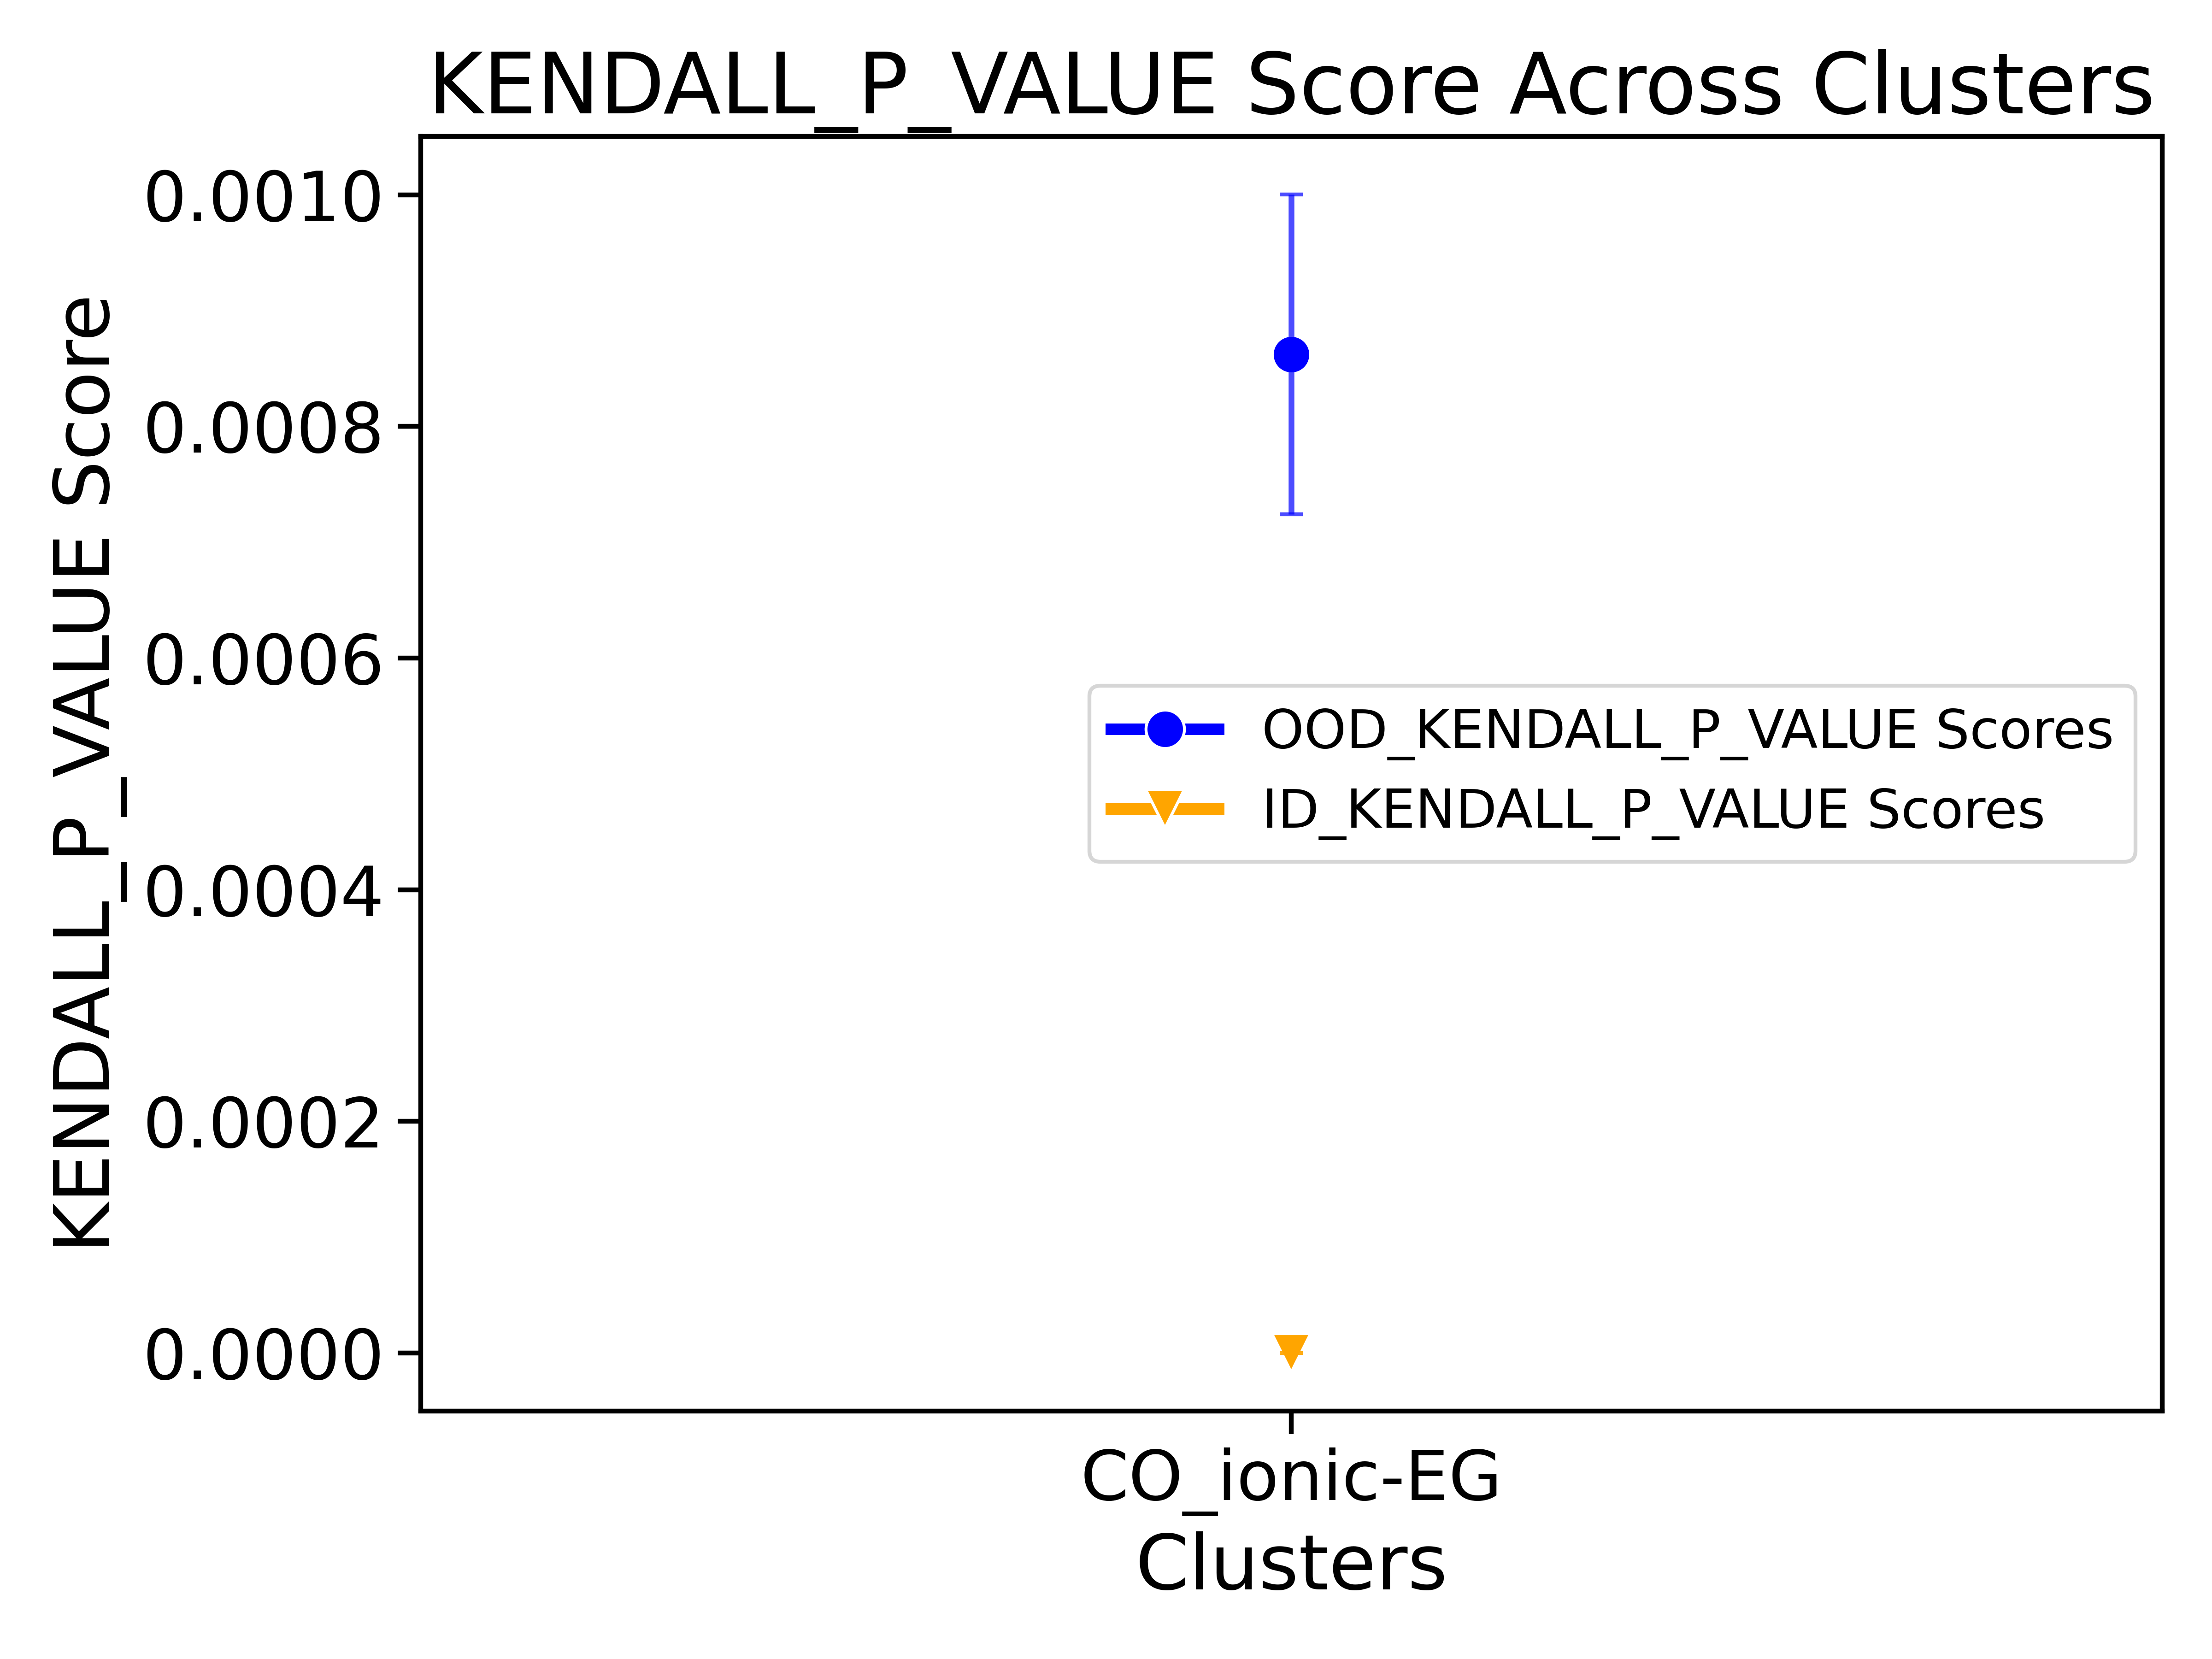 KENDALL_P_VALUE Score Across Clusters
KENDALL_P_VALUE Score
0.0010
0.0008
0.0006
0.0004
0.0002
0.0000
OOD_KENDALL_P_VALUE Scores
ID_KENDALL_P_VALUE Scores
CO_ionic-EG
Clusters